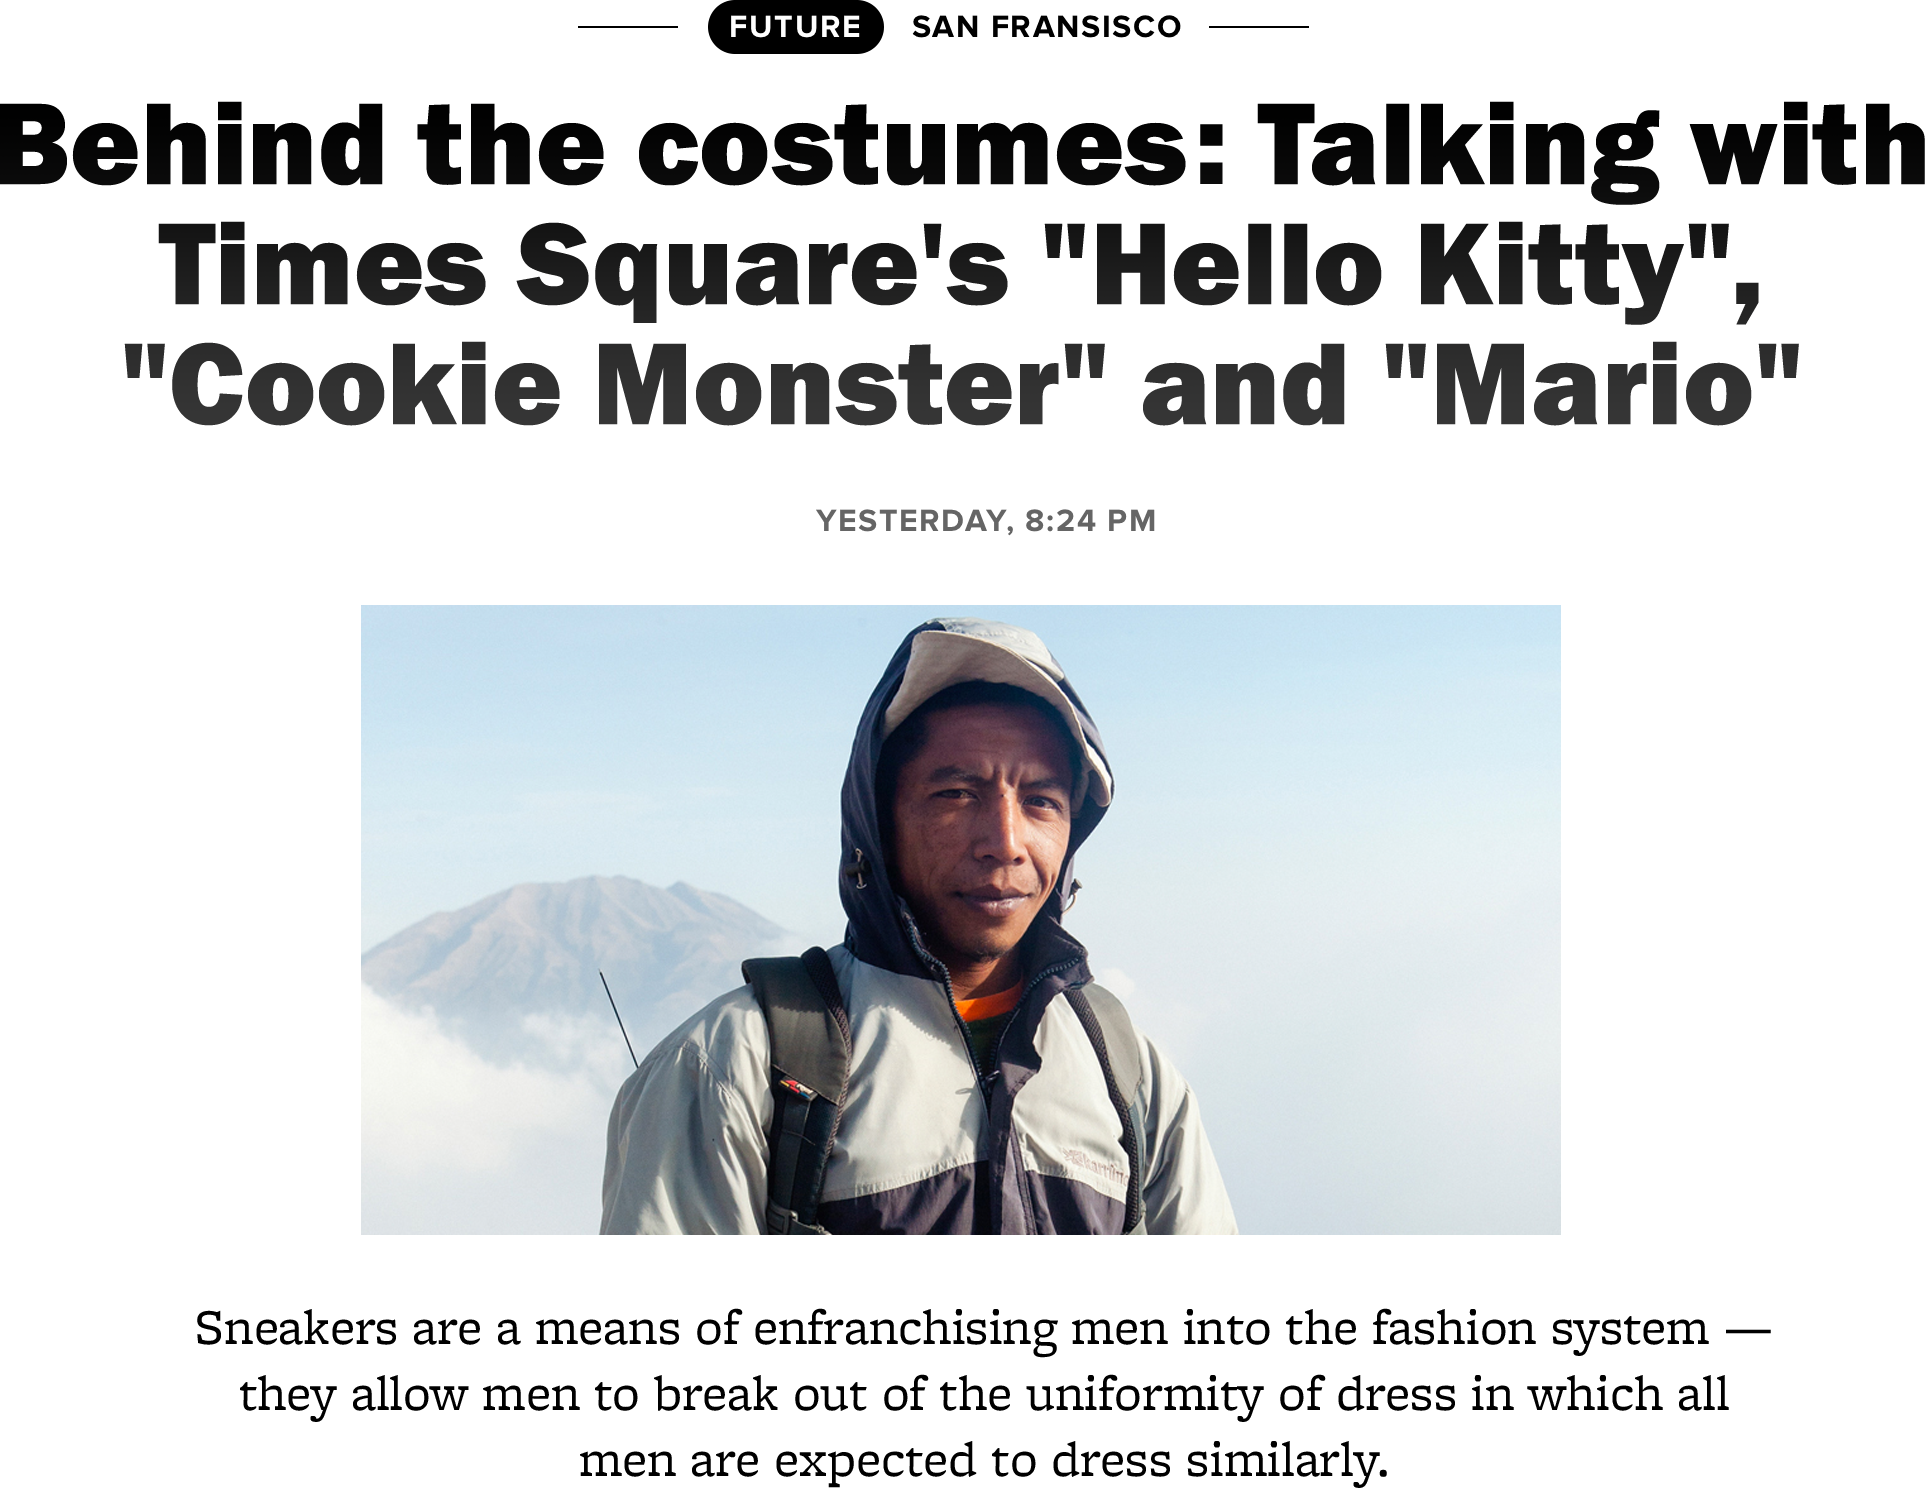 FUTURE SAN FRANSISCO
Behind the costumes: Talking with
Times Square's "Hello Kitty",
"Cookie Monster" and "Mario"
YESTERDAY, 8:24 PM
Sneakers are a means of enfranchising men into the fashion system —
they allow men to break out of the uniformity of dress in which all
men are expected to dress similarly.